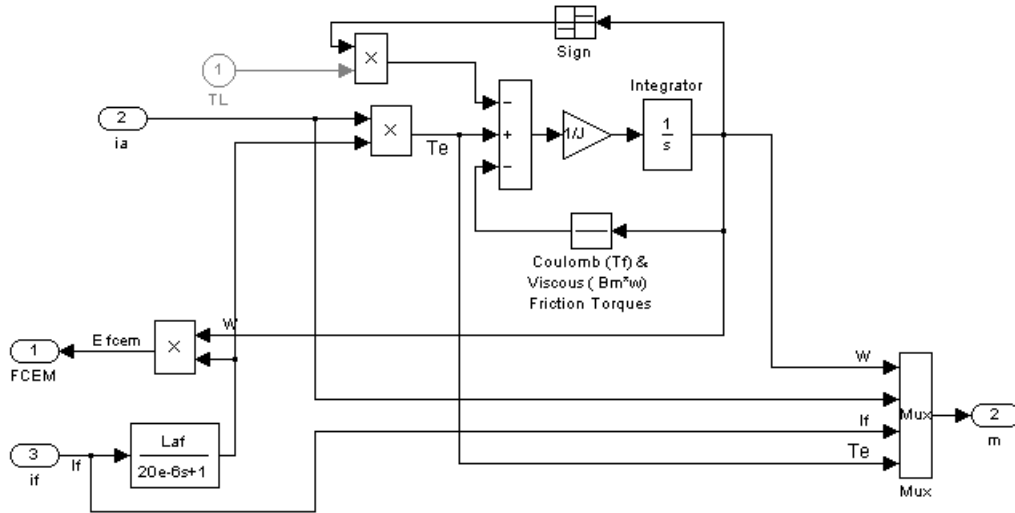 Sign
1
TL
Integrator
2
ia
Te
−
+
−
1/J
1
s
Coulomb (Tf) &
Viscous ( Bm*w)
Friction Torques
W
E fcem
1
FCEM
W
Mux
2
m
If
3
if
If
Laf
20e-6s+1
Te
Mux